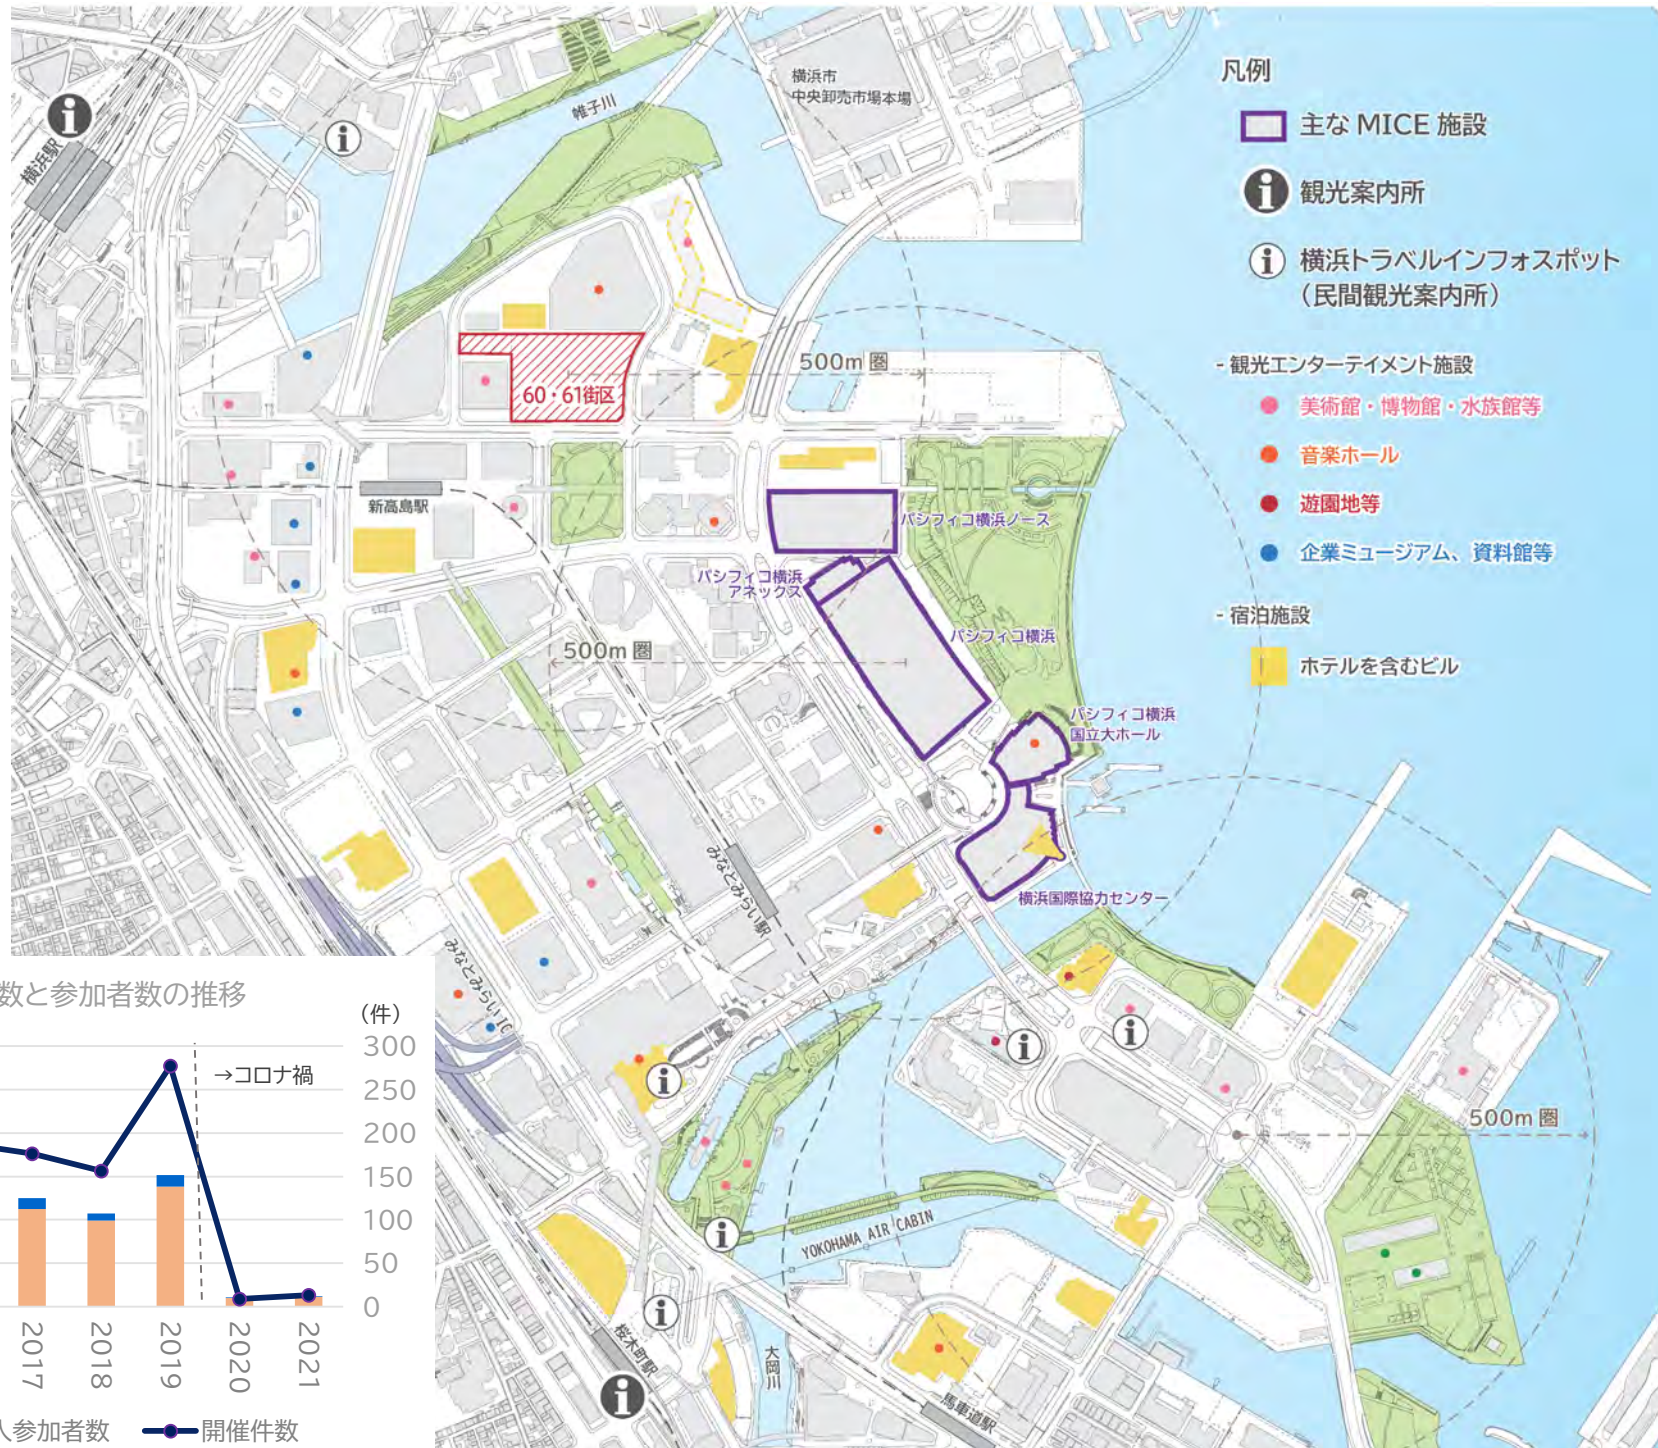 凡例
主な MICE 施設
観光案内所
横浜トラベルインフォスポット
（民間観光案内所）
- 観光エンターテイメント施設
美術館・博物館・水族館等
音楽ホール
遊園地等
企業ミュージアム、資料館等
- 宿泊施設
ホテルを含むビル
横浜市
中央卸売市場本場
帷子川
横浜駅
60・61街区
500m 圏
新高島駅
パシフィコ横浜ノース
パシフィコ横浜
アネックス
パシフィコ横浜
500m 圏
パシフィコ横浜
国立大ホール
みなとみらい駅
横浜国際協力センター
みなとみらいIC
500m 圏
YOKOHAMA AIR CABIN
桜木町駅
大岡川
馬車道駅
数と参加者数の推移
（件）
→コロナ禍
300
250
200
150
100
50
0
2017
2018
2019
2020
2021
人参加者数
開催件数